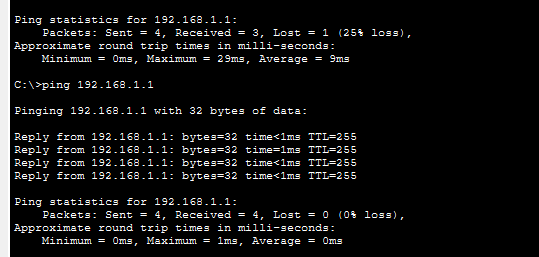 Ping statistics for 192.168.1.1:
    Packets: Sent = 4, Received = 3, Lost = 1 (25% loss),
Approximate round trip times in milli-seconds:
    Minimum = 0ms, Maximum = 29ms, Average = 9ms
C:\>ping 192.168.1.1
Pinging 192.168.1.1 with 32 bytes of data:
Reply from 192.168.1.1: bytes=32 time<1ms TTL=255
Reply from 192.168.1.1: bytes=32 time=1ms TTL=255
Reply from 192.168.1.1: bytes=32 time<1ms TTL=255
Reply from 192.168.1.1: bytes=32 time<1ms TTL=255
Ping statistics for 192.168.1.1:
    Packets: Sent = 4, Received = 4, Lost = 0 (0% loss),
Approximate round trip times in milli-seconds:
    Minimum = 0ms, Maximum = 1ms, Average = 0ms